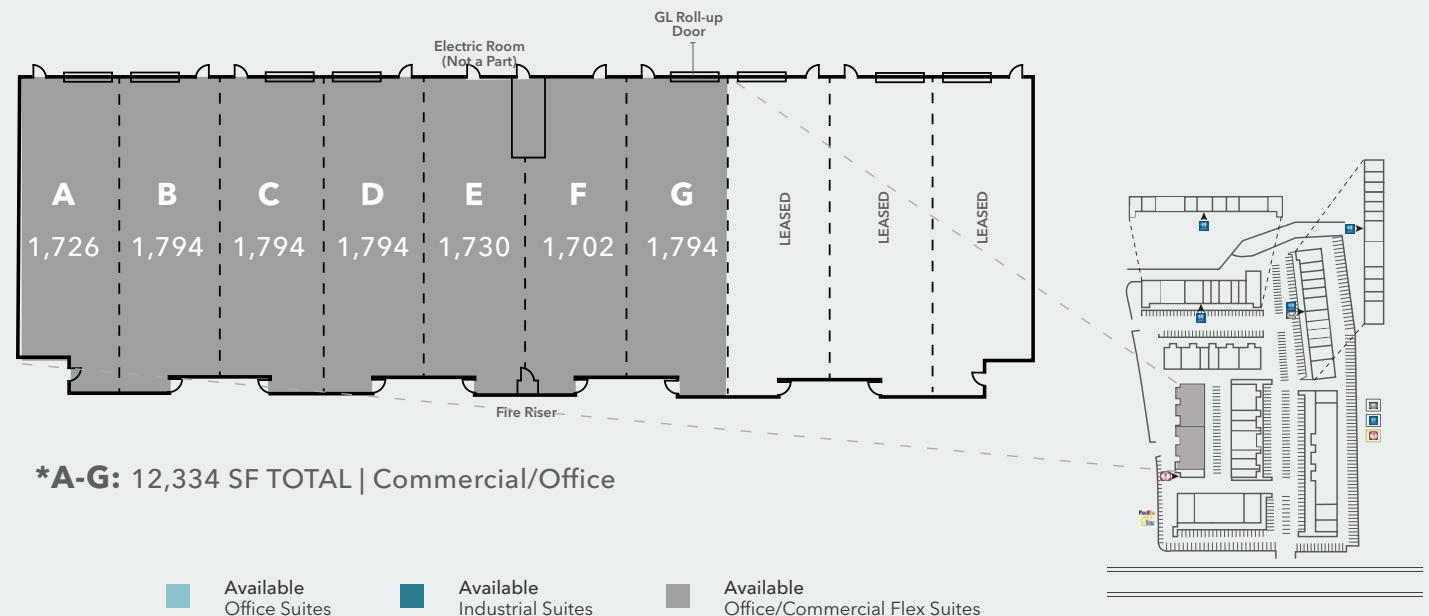 GL Roll-up
Door
Electric Room
(Not a Part)
A
B
C
D
E
F
G
1,726
1,794
1,794
1,794
1,730
1,702
1,794
LEASED
LEASED
LEASED
Fire Riser
*A-G: 12,334 SF TOTAL | Commercial/Office
Available
Office Suites
Available
Industrial Suites
Available
Office/Commercial Flex Suites